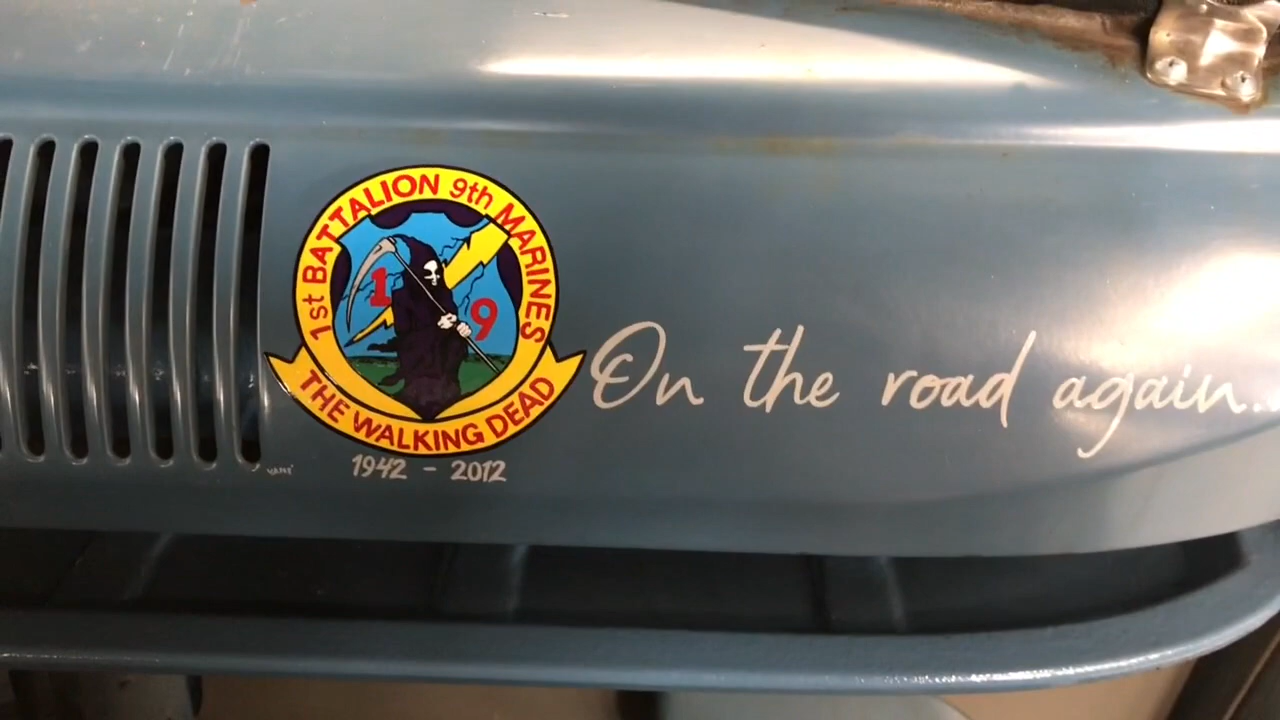 1st BATTALION 9th MARINES
1 9
THE WALKING DEAD
1942 - 2012
On the road again...